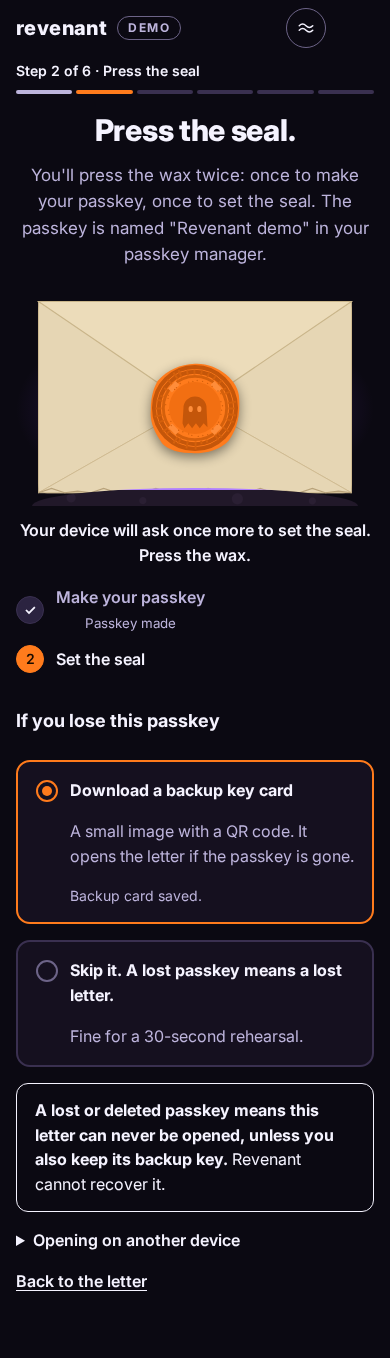 revenant DEMO
Step 2 of 6 · Press the seal
Press the seal.
You'll press the wax twice: once to make
your passkey, once to set the seal. The
passkey is named "Revenant demo" in your
passkey manager.
Your device will ask once more to set the seal.
Press the wax.
Make your passkey
Passkey made
2 Set the seal
If you lose this passkey
Download a backup key card
A small image with a QR code. It
opens the letter if the passkey is gone.
Backup card saved.
Skip it. A lost passkey means a lost
letter.
Fine for a 30-second rehearsal.
A lost or deleted passkey means this
letter can never be opened, unless you
also keep its backup key. Revenant
cannot recover it.
Opening on another device
Back to the letter